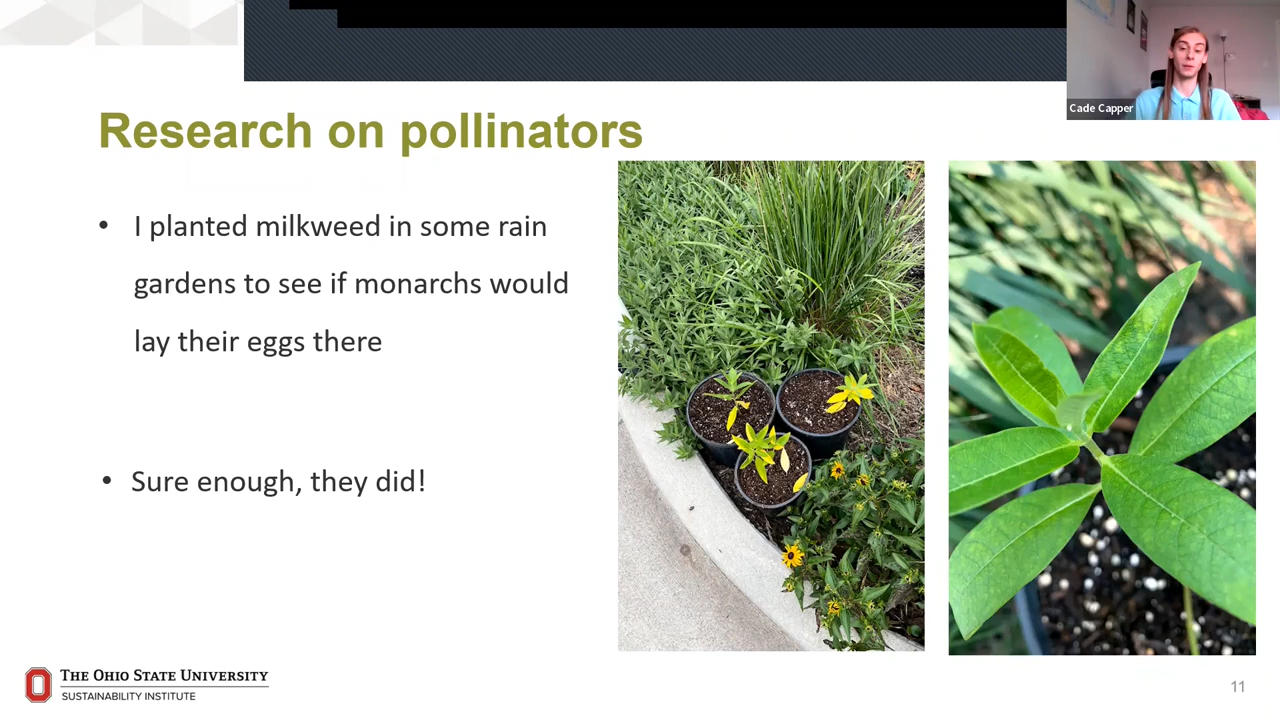 Cade Capper
Research on pollinators
• I planted milkweed in some rain
gardens to see if monarchs would
lay their eggs there
• Sure enough, they did!
THE OHIO STATE UNIVERSITY
SUSTAINABILITY INSTITUTE
11